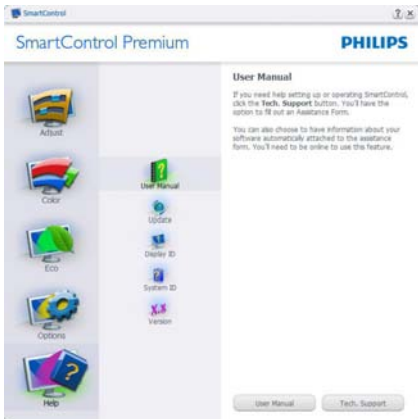 SmartControl
SmartControl Premium
PHILIPS
Adjust
Color
Eco
Options
Help
User Manual
Update
Display ID
System ID
Version
User Manual
If you need help setting up or operating SmartControl,
click the Tech. Support button. You'll have the
option to fill out an Assistance Form.
You can also choose to have information about your
software automatically attached to the assistance
form. You'll need to be online to use this feature.
User Manual
Tech. Support